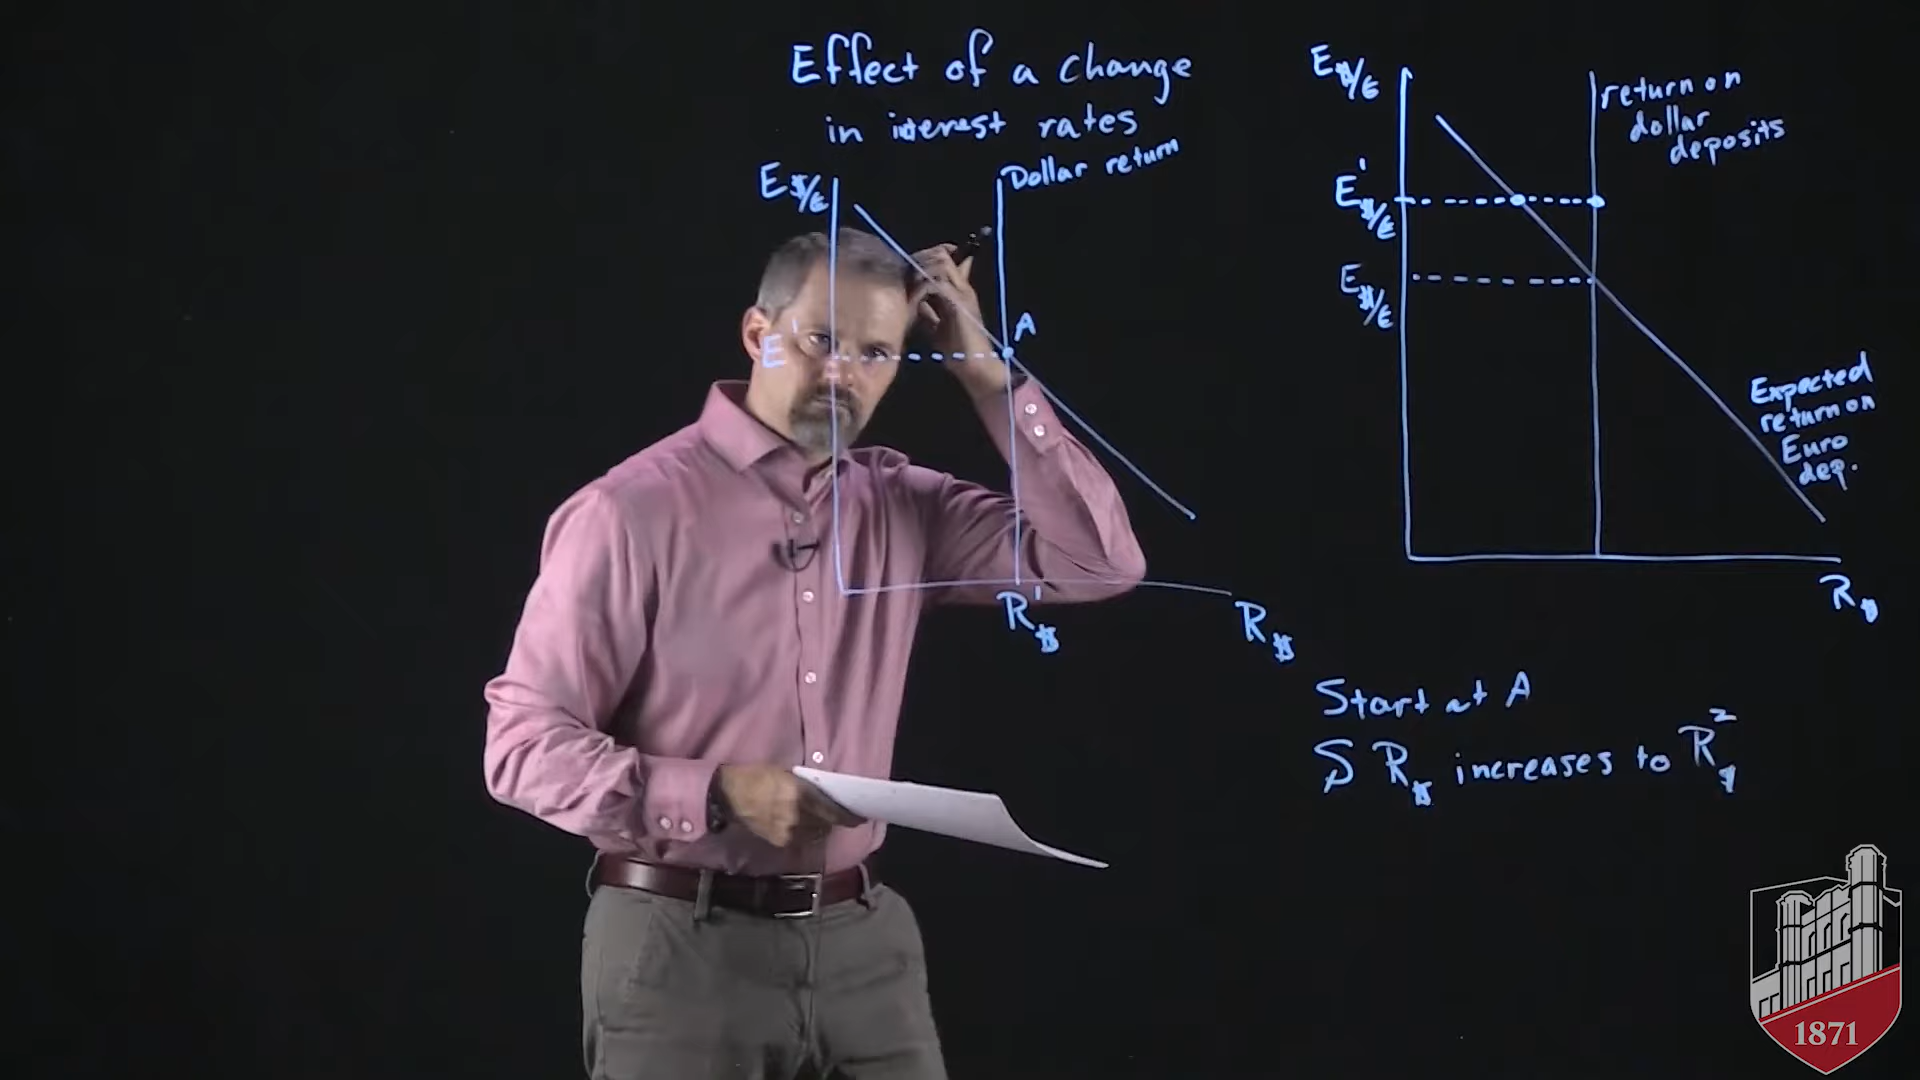 Effect of a change
in interest rates
E$/€
Dollar return
A
E'
R'$
R$
E$/€
return on
dollar
deposits
E'$/€
E$/€
Expected
return on
Euro
dep.
R$
Start at A
S R$ increases to R²$
1871